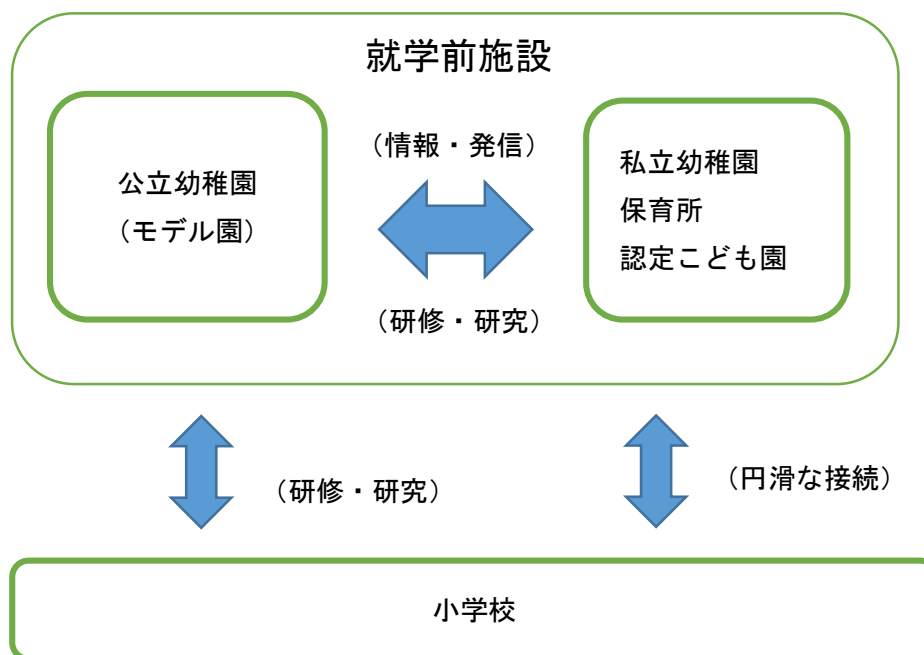 就学前施設
公立幼稚園
（モデル園）
（情報・発信）
（研修・研究）
私立幼稚園
保育所
認定こども園
（研修・研究）
（円滑な接続）
小学校